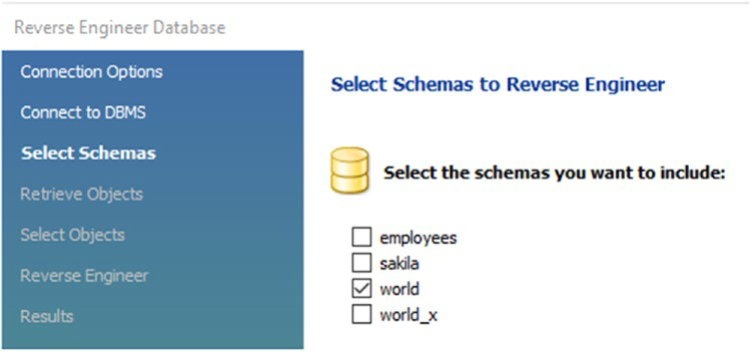 Reverse Engineer Database
Connection Options
Connect to DBMS
Select Schemas
Retrieve Objects
Select Objects
Reverse Engineer
Results
Select Schemas to Reverse Engineer
Select the schemas you want to include:
employees
sakila
world
world_x